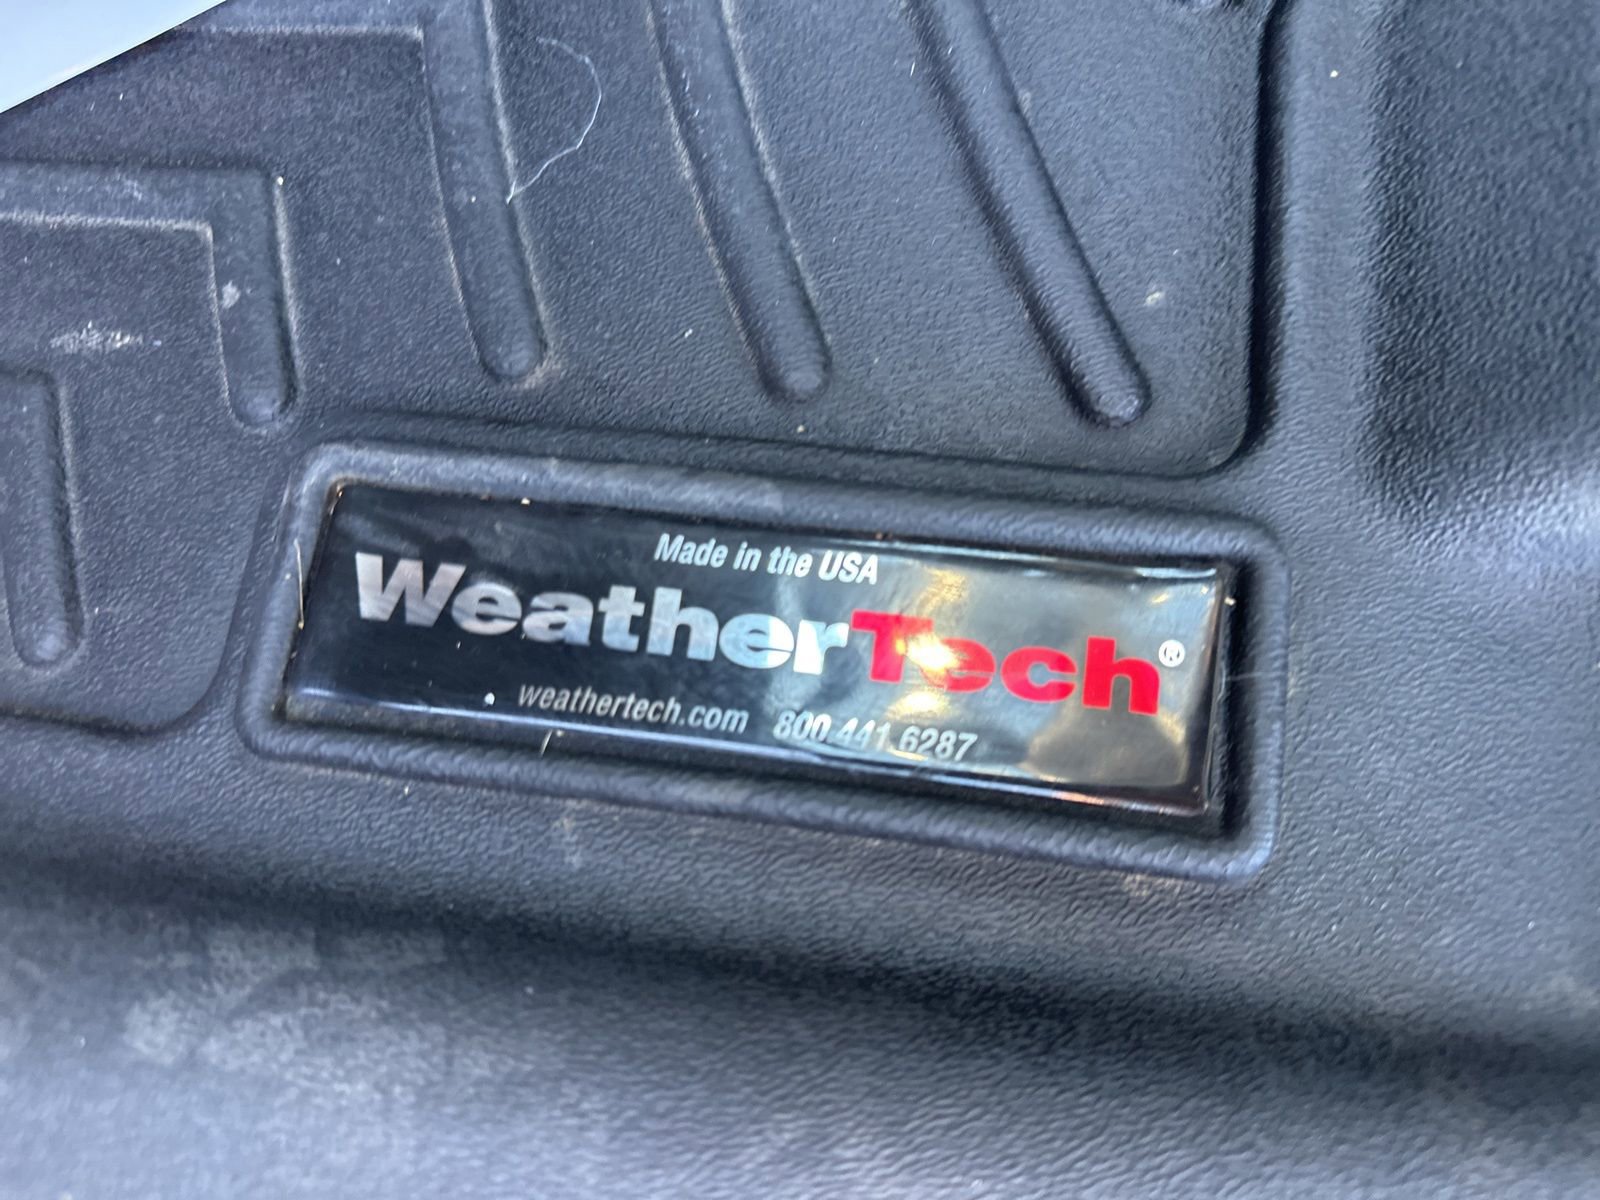 Made in the USA
WeatherTech®
weathertech.com 800.441.6287